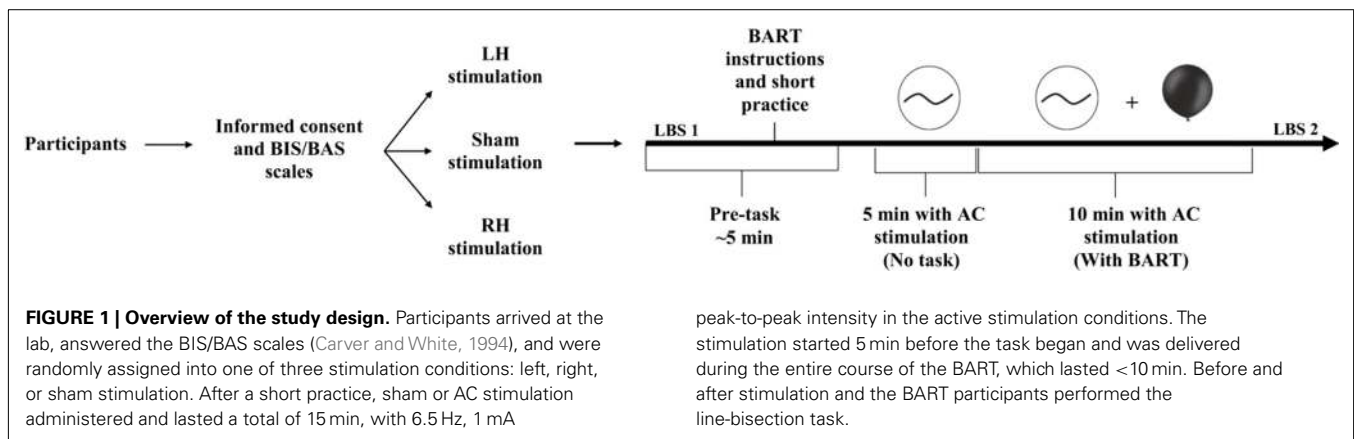 Participants
Informed consent
and BIS/BAS
scales
LH
stimulation
Sham
stimulation
RH
stimulation
BART
instructions
and short
practice
+
LBS 1
LBS 2
Pre-task
~5 min
5 min with AC
stimulation
(No task)
10 min with AC
stimulation
(With BART)
FIGURE 1 | Overview of the study design. Participants arrived at the
lab, answered the BIS/BAS scales (Carver and White, 1994), and were
randomly assigned into one of three stimulation conditions: left, right,
or sham stimulation. After a short practice, sham or AC stimulation
administered and lasted a total of 15 min, with 6.5 Hz, 1 mA
peak-to-peak intensity in the active stimulation conditions. The
stimulation started 5 min before the task began and was delivered
during the entire course of the BART, which lasted <10 min. Before and
after stimulation and the BART participants performed the
line-bisection task.